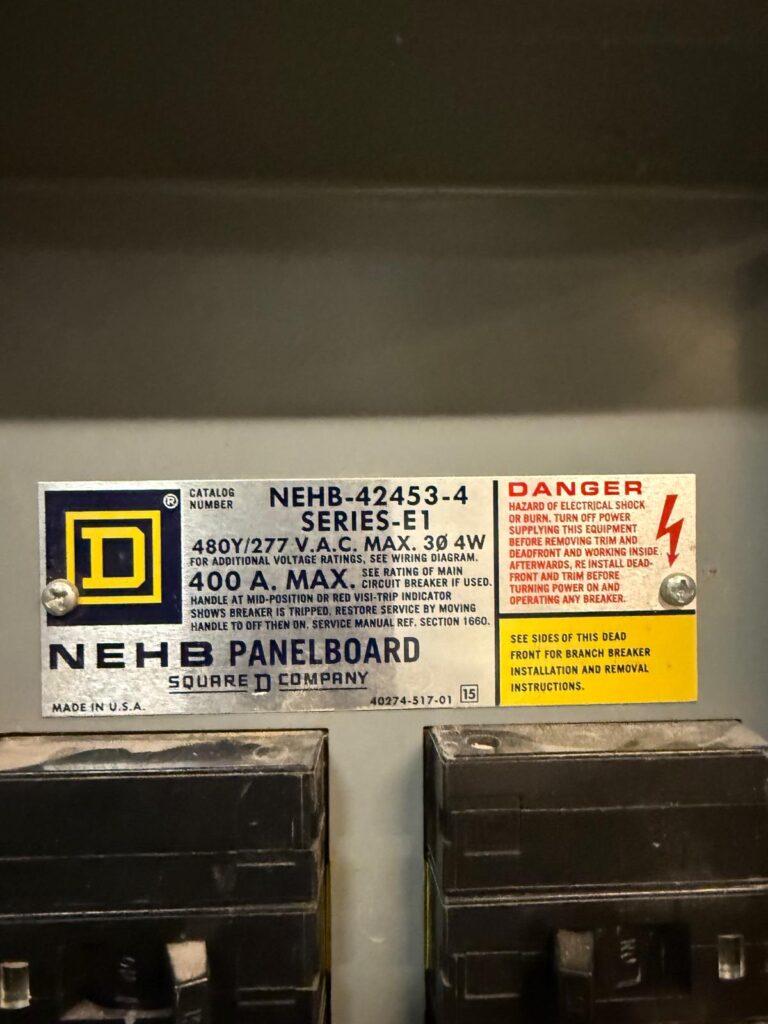 D ®
CATALOG
NUMBER
NEHB-42453-4
SERIES-E1
480Y/277 V.A.C. MAX. 3Ø 4W
FOR ADDITIONAL VOLTAGE RATINGS, SEE WIRING DIAGRAM.
400 A. MAX. SEE RATING OF MAIN
CIRCUIT BREAKER IF USED.
HANDLE AT MID-POSITION OR RED VISI-TRIP INDICATOR
SHOWS BREAKER IS TRIPPED. RESTORE SERVICE BY MOVING
HANDLE TO OFF THEN ON. SERVICE MANUAL REF. SECTION 1660.
NEHB PANELBOARD
SQUARE D COMPANY
MADE IN U.S.A.
40274-517-01 15
DANGER
HAZARD OF ELECTRICAL SHOCK
OR BURN. TURN OFF POWER
SUPPLYING THIS EQUIPMENT
BEFORE REMOVING TRIM AND
DEADFRONT AND WORKING INSIDE.
AFTERWARDS, RE INSTALL DEAD-
FRONT AND TRIM BEFORE
TURNING POWER ON AND
OPERATING ANY BREAKER.
SEE SIDES OF THIS DEAD
FRONT FOR BRANCH BREAKER
INSTALLATION AND REMOVAL
INSTRUCTIONS.